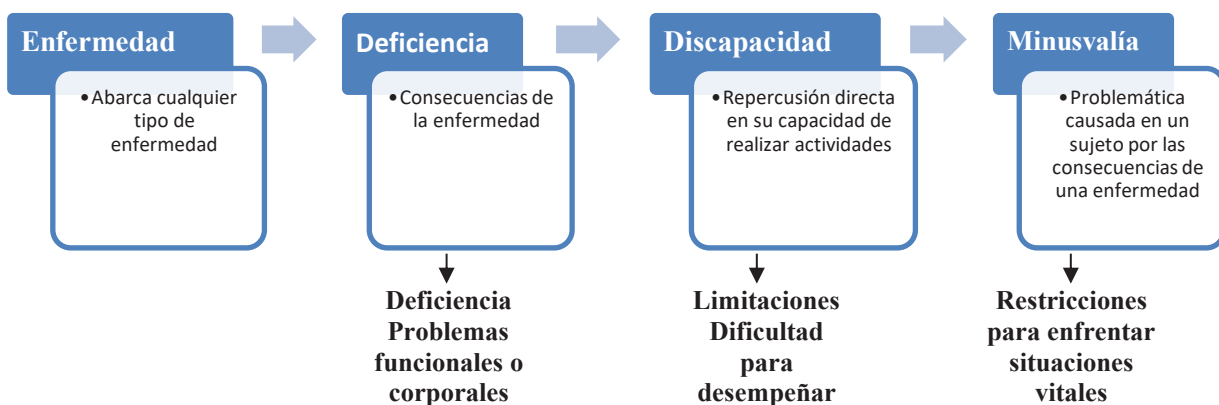 Enfermedad
• Abarca cualquier
tipo de
enfermedad
Deficiencia
• Consecuencias de
la enfermedad
Deficiencia
Problemas
funcionales o
corporales
Discapacidad
• Repercusión directa
en su capacidad de
realizar actividades
Limitaciones
Dificultad
para
desempeñar
Minusvalía
• Problemática
causada en un
sujeto por las
consecuencias de
una enfermedad
Restricciones
para enfrentar
situaciones
vitales